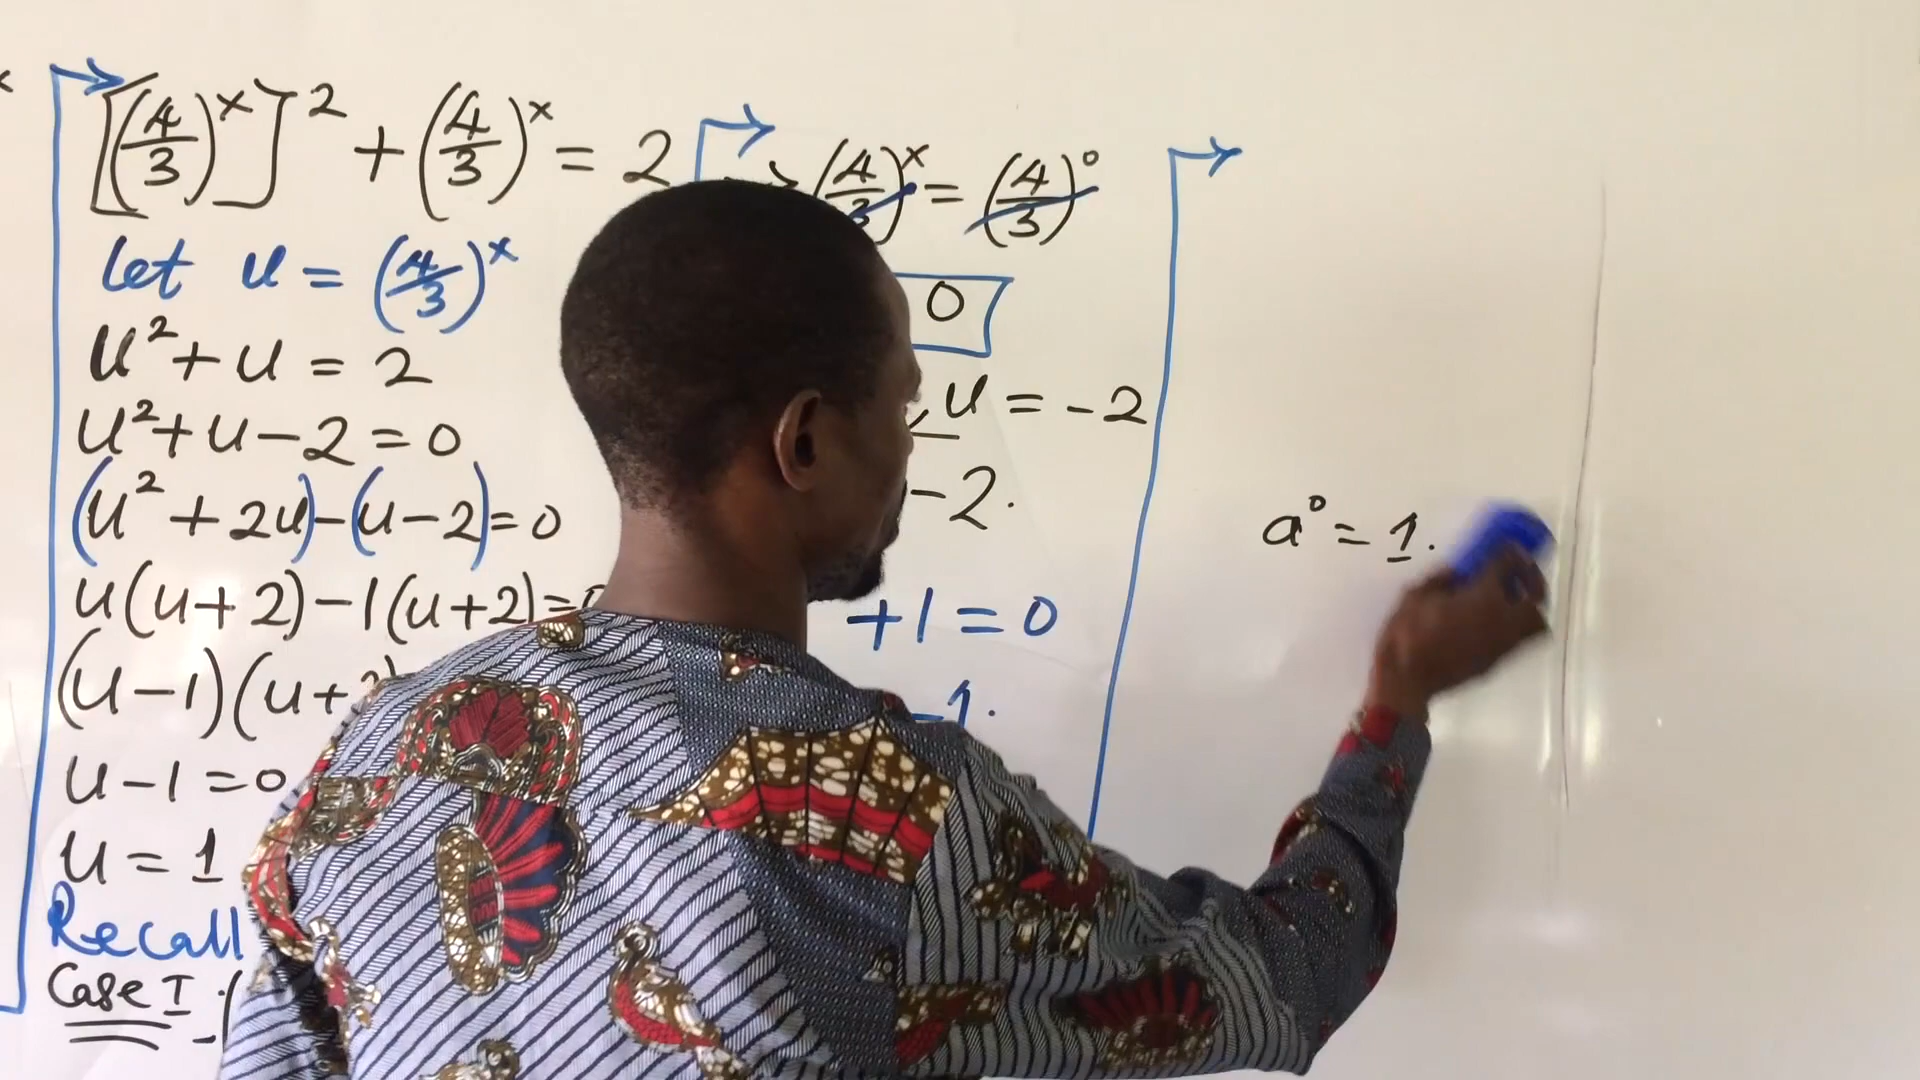 [(4/3)^x]^2 + (4/3)^x = 2
let u = (4/3)^x
u^2 + u = 2
u^2 + u - 2 = 0
(u^2 + 2u) - (u - 2) = 0
u(u + 2) - 1(u + 2) = 0
(u - 1)(u +
u - 1 = 0
u = 1
Recall
Case I
(4/3)^x = (4/3)^0
0
u = -2
-2.
+1 = 0
-1.
a^0 = 1.